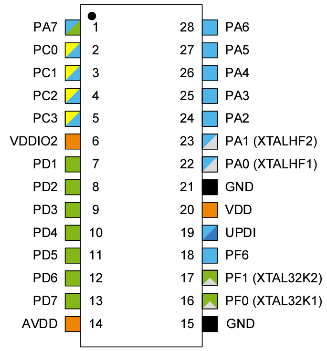 PA7 1 28 PA6
PC0 2 27 PA5
PC1 3 26 PA4
PC2 4 25 PA3
PC3 5 24 PA2
VDDIO2 6 23 PA1 (XTALHF2)
PD1 7 22 PA0 (XTALHF1)
PD2 8 21 GND
PD3 9 20 VDD
PD4 10 19 UPDI
PD5 11 18 PF6
PD6 12 17 PF1 (XTAL32K2)
PD7 13 16 PF0 (XTAL32K1)
AVDD 14 15 GND